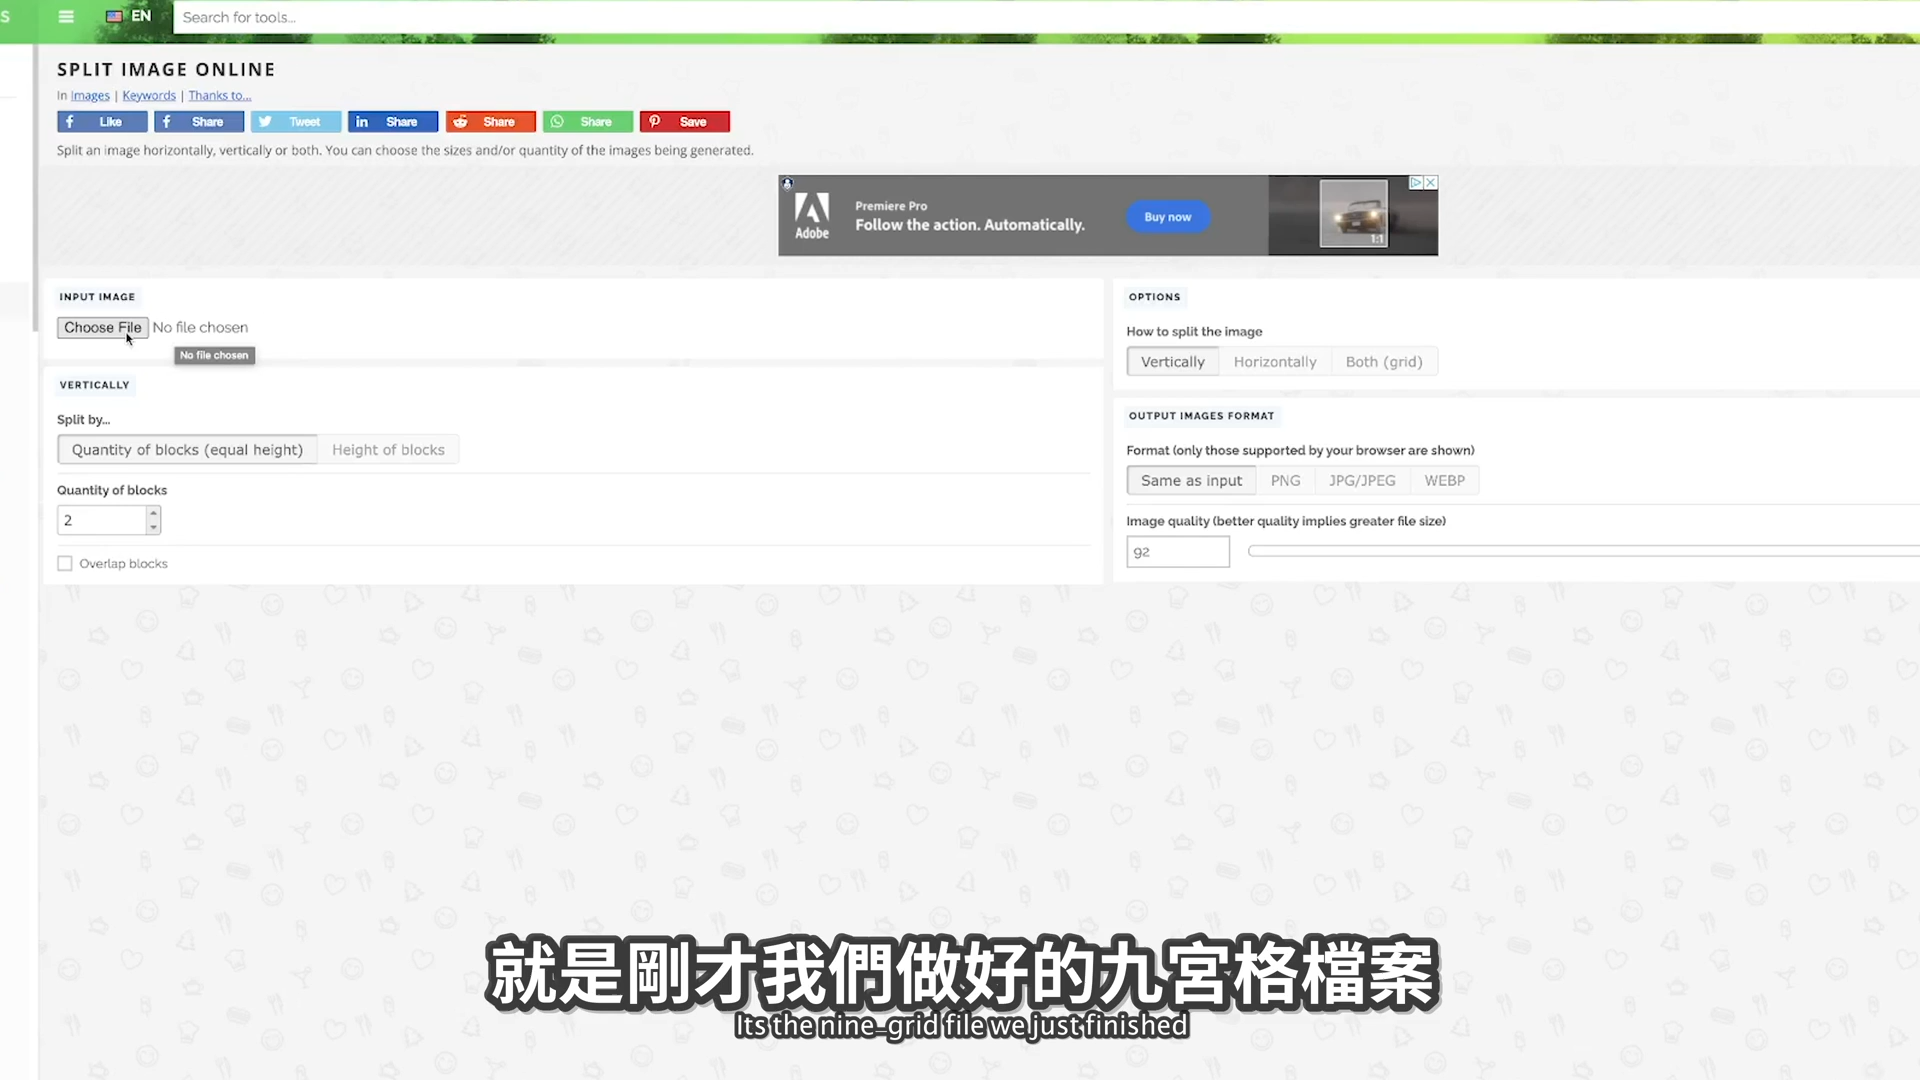 S
EN
Search for tools...
SPLIT IMAGE ONLINE
In Images | Keywords | Thanks to...
Like
Share
Tweet
Share
Share
Share
Save
Split an image horizontally, vertically or both. You can choose the sizes and/or quantity of the images being generated.
Adobe
Premiere Pro
Follow the action. Automatically.
Buy now
1:1
INPUT IMAGE
Choose File No file chosen
No file chosen
VERTICALLY
Split by...
Quantity of blocks (equal height)
Height of blocks
Quantity of blocks
2
Overlap blocks
OPTIONS
How to split the image
Vertically
Horizontally
Both (grid)
OUTPUT IMAGES FORMAT
Format (only those supported by your browser are shown)
Same as input
PNG
JPG/JPEG
WEBP
Image quality (better quality implies greater file size)
92
就是剛才我們做好的九宮格檔案
Its the nine-grid file we just finished